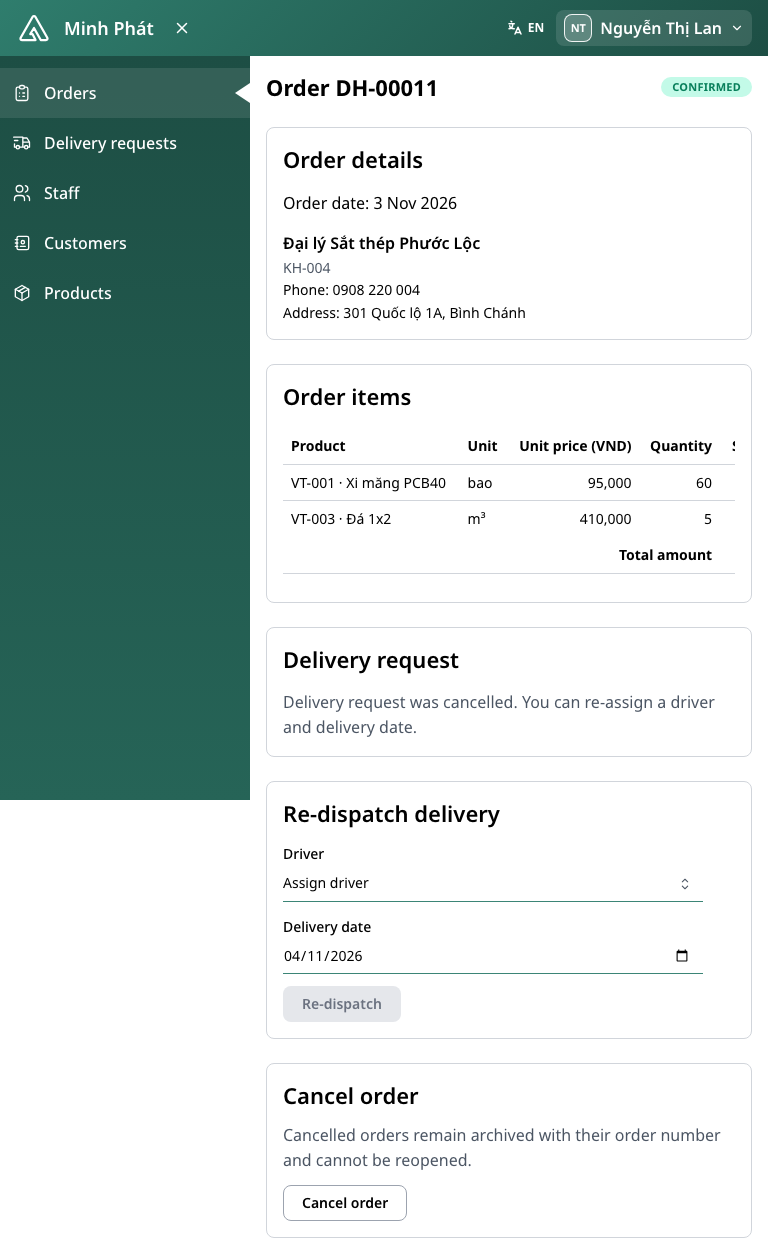 Minh Phát
EN
NT
Nguyễn Thị Lan
Orders
Delivery requests
Staff
Customers
Products
Order DH-00011
CONFIRMED
Order details
Order date: 3 Nov 2026
Đại lý Sắt thép Phước Lộc
KH-004
Phone: 0908 220 004
Address: 301 Quốc lộ 1A, Bình Chánh
Order items
Product Unit Unit price (VND) Quantity
VT-001 · Xi măng PCB40 bao 95,000 60
VT-003 · Đá 1x2 m³ 410,000 5
Total amount
Delivery request
Delivery request was cancelled. You can re-assign a driver
and delivery date.
Re-dispatch delivery
Driver
Assign driver
Delivery date
04/11/2026
Re-dispatch
Cancel order
Cancelled orders remain archived with their order number
and cannot be reopened.
Cancel order